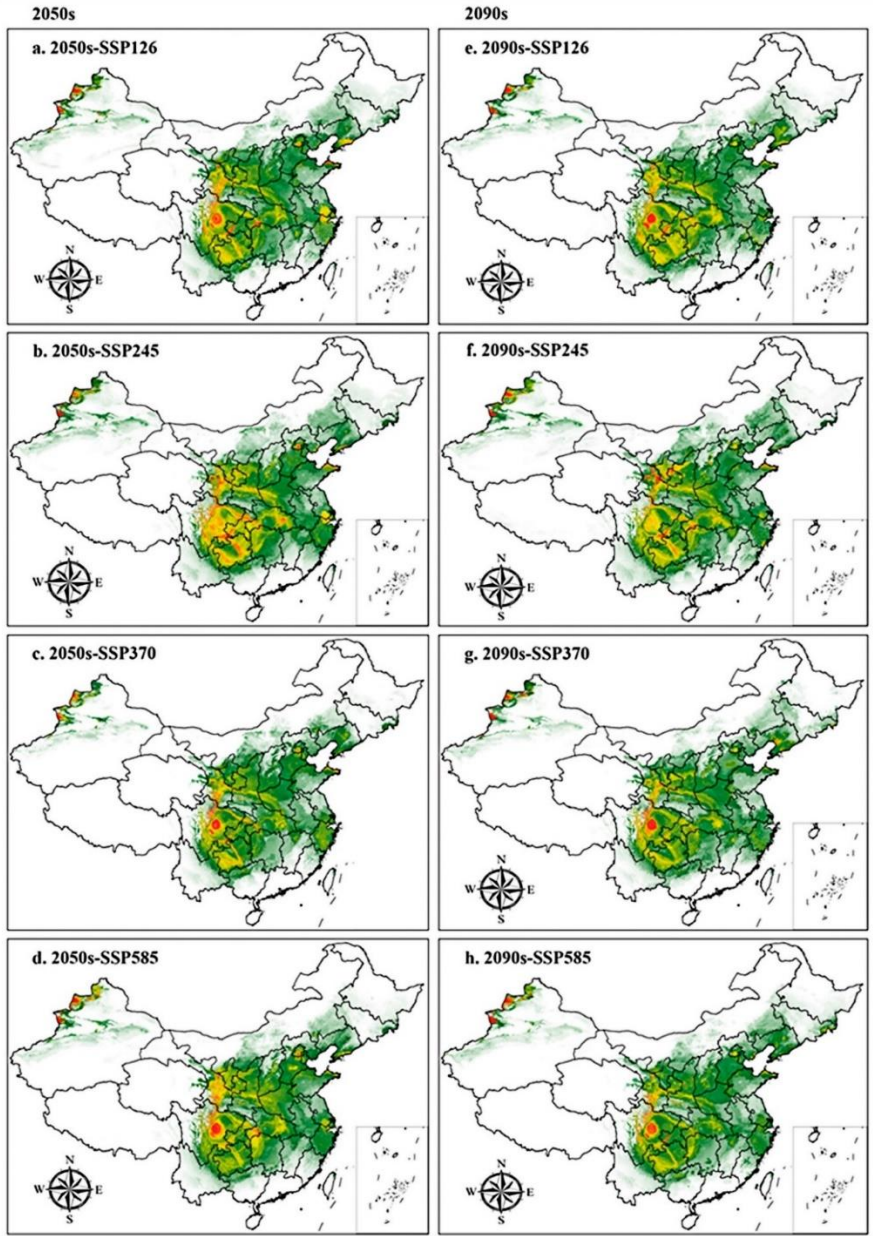 2050s
2090s
a. 2050s-SSP126
N
W E
S
e. 2090s-SSP126
N
W E
S
b. 2050s-SSP245
N
W E
S
f. 2090s-SSP245
N
W E
S
c. 2050s-SSP370
N
W E
S
g. 2090s-SSP370
N
W E
S
d. 2050s-SSP585
N
W E
S
h. 2090s-SSP585
N
W E
S